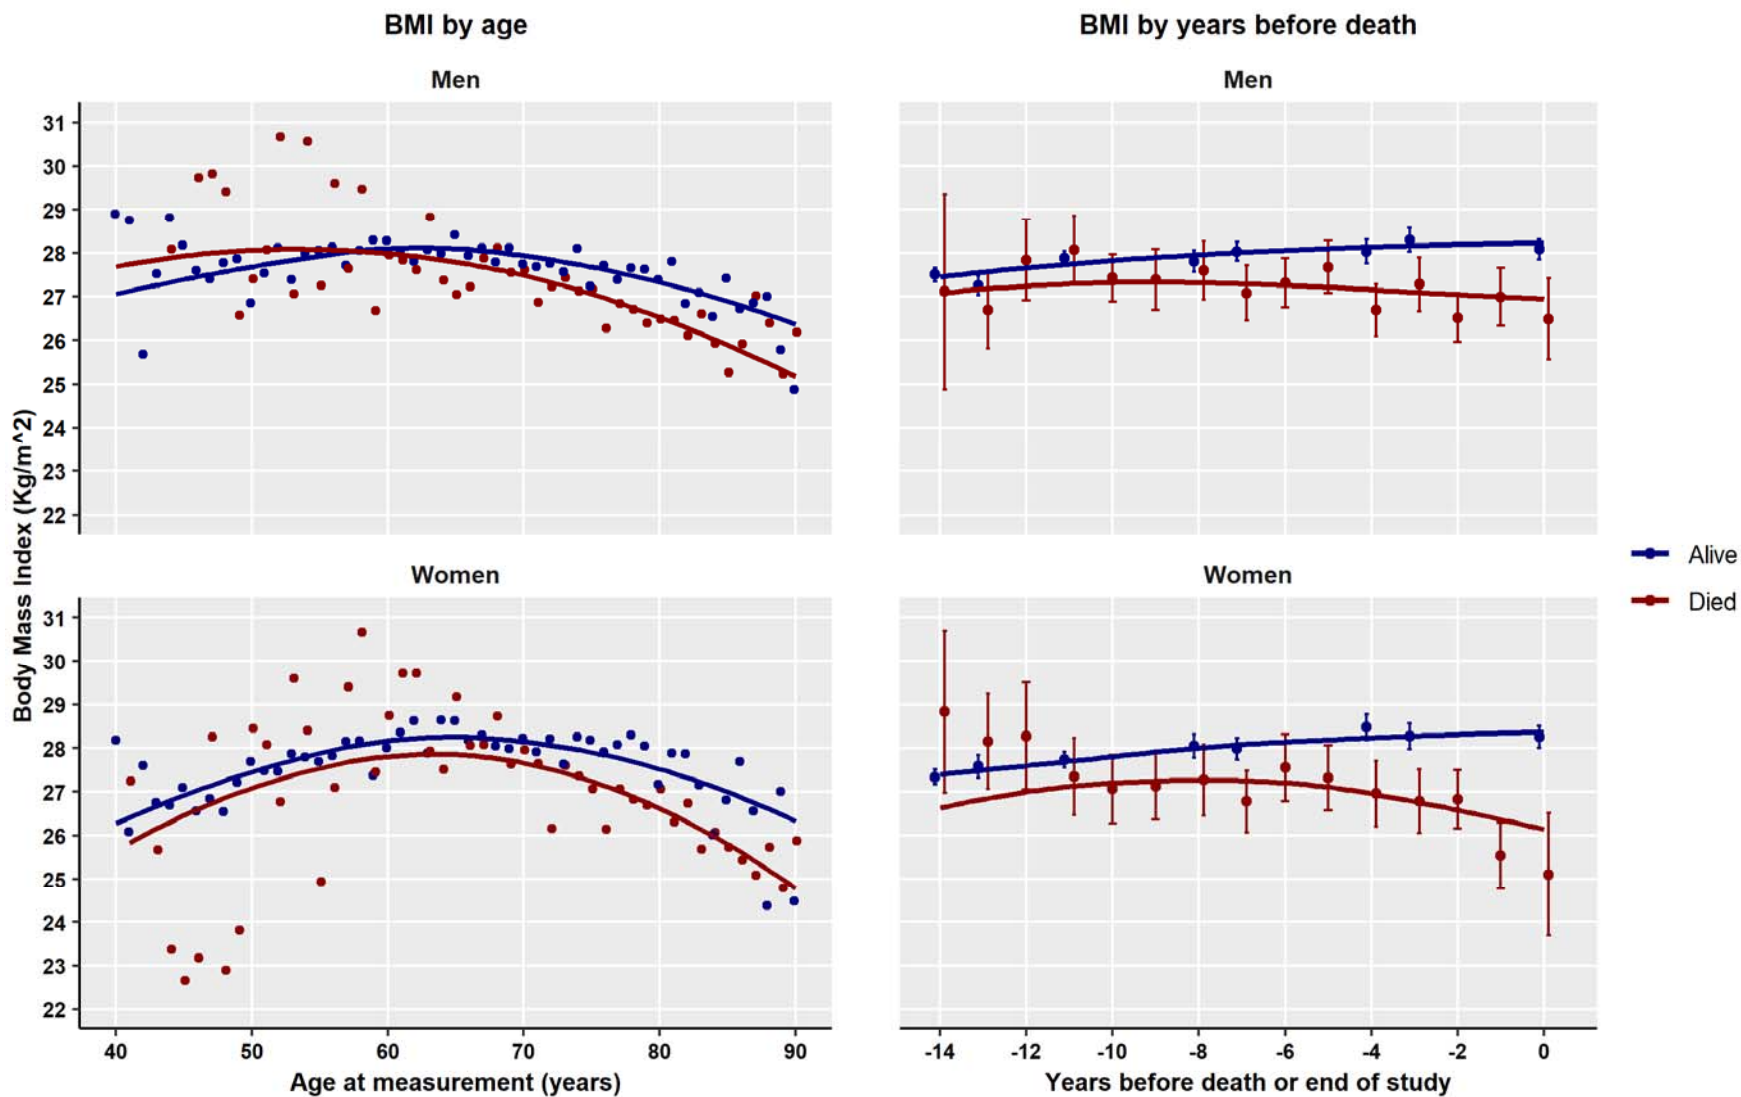 BMI by age
BMI by years before death
Men
Men
31
30
29
28
27
26
25
24
23
22
Women
Women
31
30
29
28
27
26
25
24
23
22
Body Mass Index (Kg/m^2)
40 50 60 70 80 90
-14 -12 -10 -8 -6 -4 -2 0
Age at measurement (years)
Years before death or end of study
Alive
Died